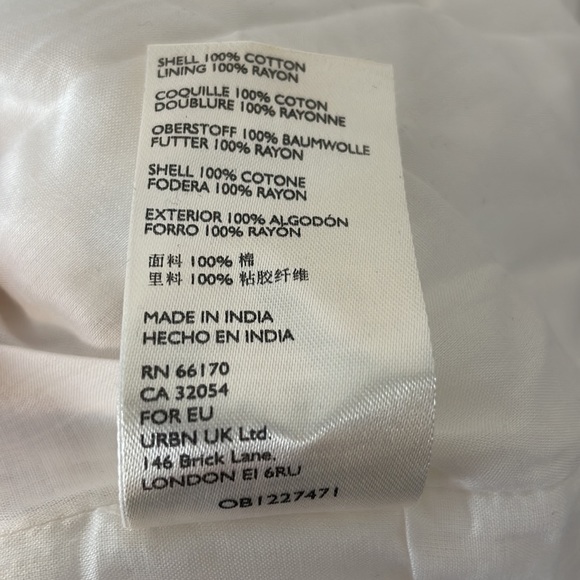 SHELL 100% COTTON
LINING 100% RAYON
COQUILLE 100% COTON
DOUBLURE 100% RAYONNE
OBERSTOFF 100% BAUMWOLLE
FUTTER 100% RAYON
SHELL 100% COTONE
FODERA 100% RAYON
EXTERIOR 100% ALGODÓN
FORRO 100% RAYÓN
面料 100% 棉
里料 100% 粘胶纤维
MADE IN INDIA
HECHO EN INDIA
RN 66170
CA 32054
FOR EU
URBN UK Ltd.
146 Brick Lane.
LONDON E1 6RU
OB1227471